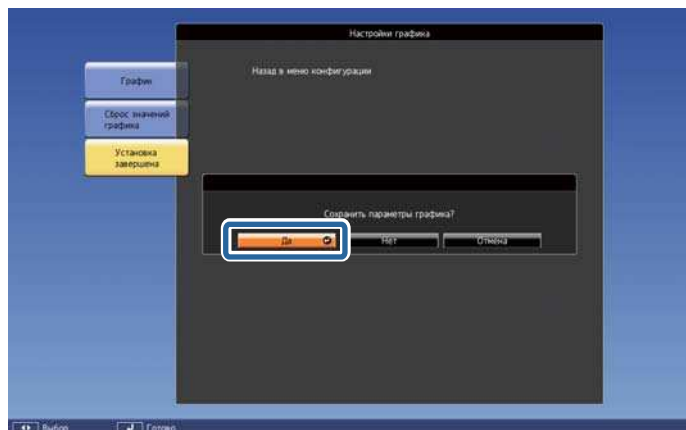 Настройки графика
Назад в меню конфигурации
График
Сброс значений
графика
Установка
завершена
Сохранить параметры графика?
Да
Нет
Отмена
Выбор
Готово